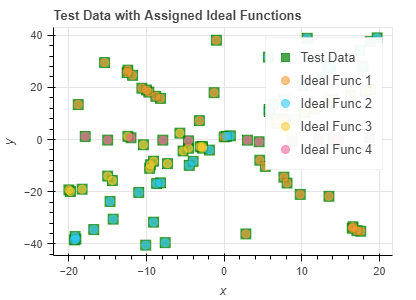 Test Data with Assigned Ideal Functions
40
20
0
−20
−40
y
Test Data
Ideal Func 1
Ideal Func 2
Ideal Func 3
Ideal Func 4
−20 −10 0 10 20
x